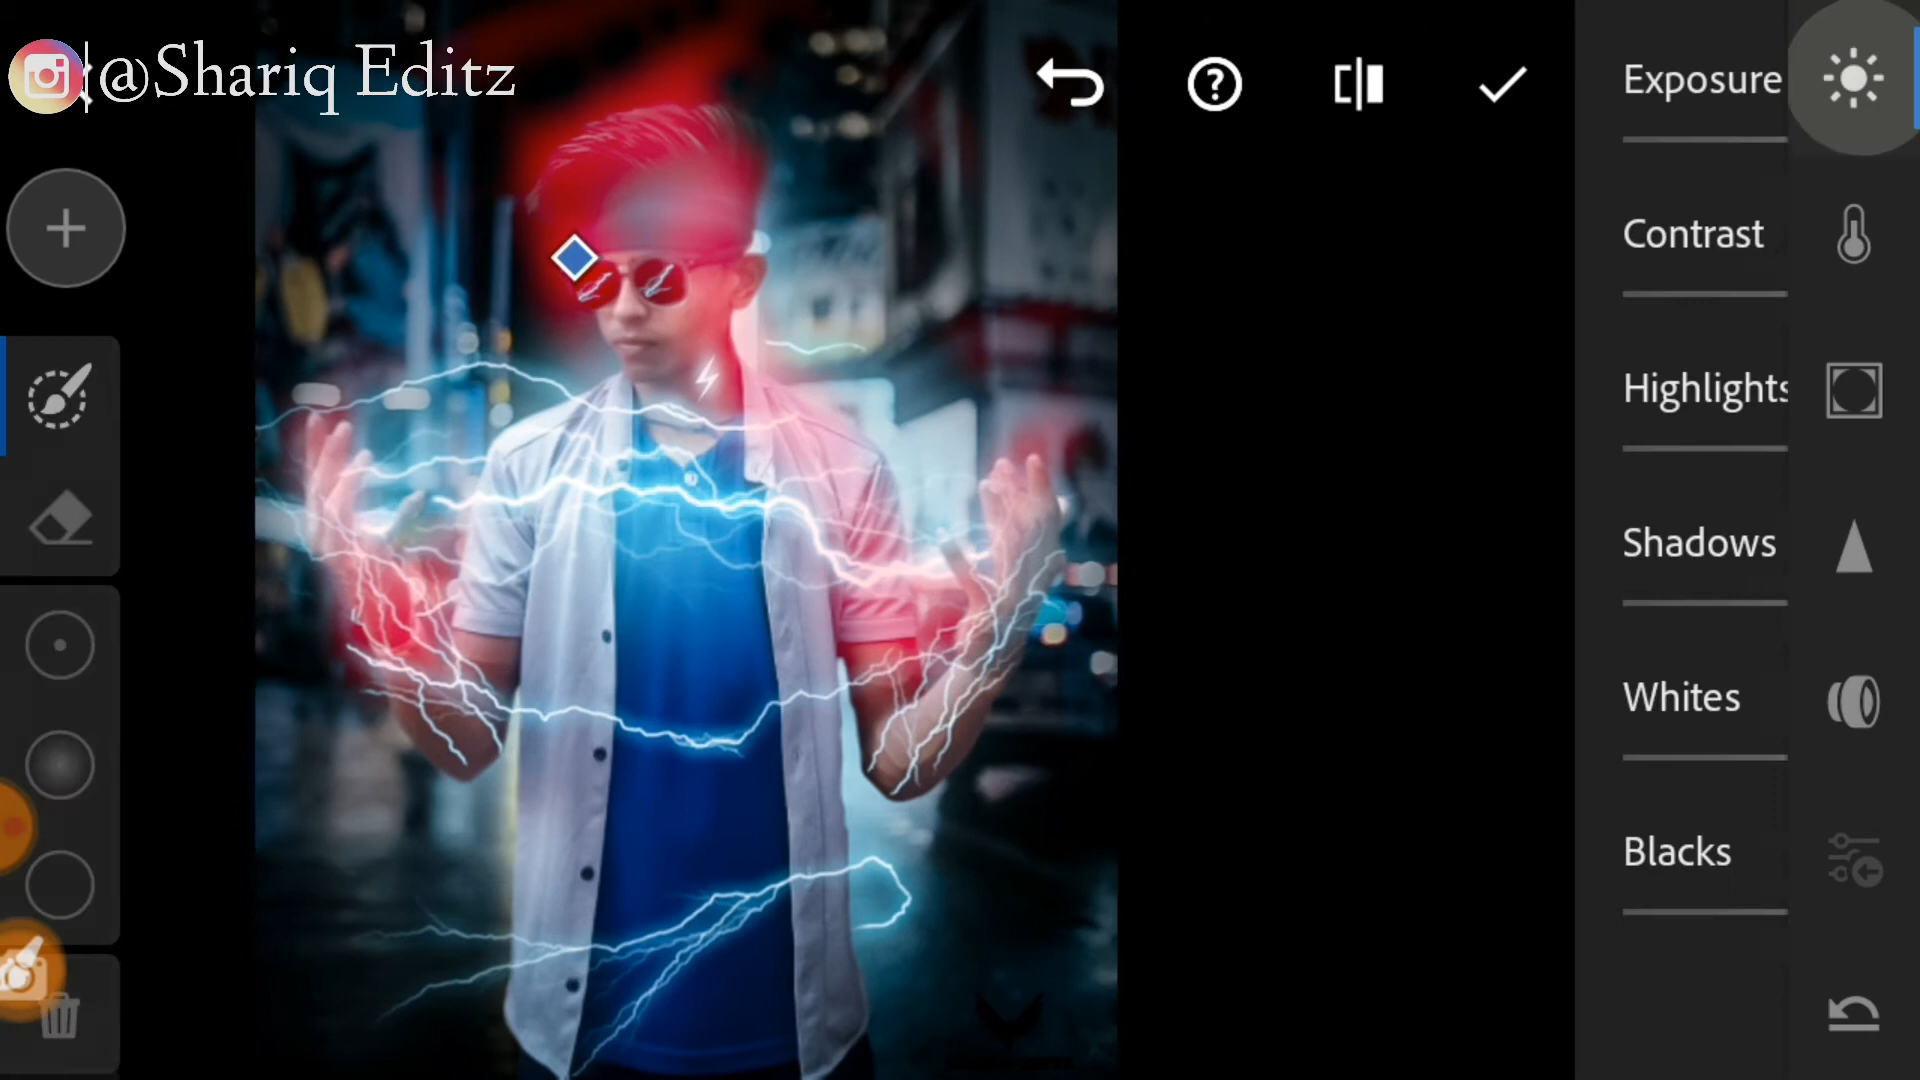 @Shariq Editz
Exposure
Contrast
Highlights
Shadows
Whites
Blacks